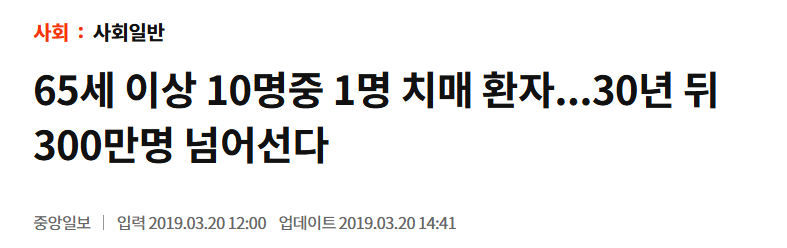 사회 : 사회일반
65세 이상 10명중 1명 치매 환자...30년 뒤
300만명 넘어선다
중앙일보 | 입력 2019.03.20 12:00 업데이트 2019.03.20 14:41